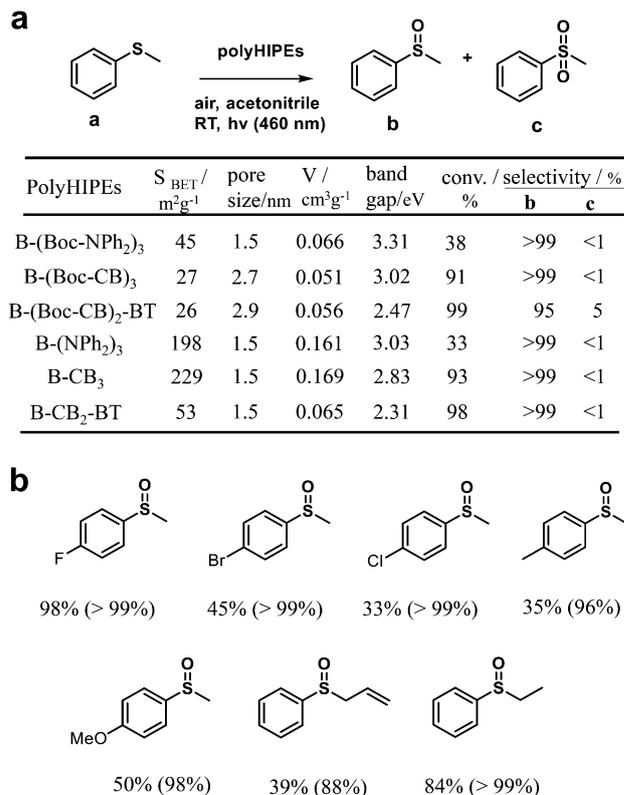 a
S
polyHIPEs
air, acetonitrile
RT, hv (460 nm)
a
O
S
b
+
O
S
O
c
PolyHIPEs S BET / m²g⁻¹ pore size/nm V / cm³g⁻¹ band gap/eV conv. / % selectivity / % b c
B-(Boc-NPh₂)₃ 45 1.5 0.066 3.31 38 >99 <1
B-(Boc-CB)₃ 27 2.7 0.051 3.02 91 >99 <1
B-(Boc-CB)₂-BT 26 2.9 0.056 2.47 99 95 5
B-(NPh₂)₃ 198 1.5 0.161 3.03 33 >99 <1
B-CB₃ 229 1.5 0.169 2.83 93 >99 <1
B-CB₂-BT 53 1.5 0.065 2.31 98 >99 <1
b
O
S
F
98% (> 99%)
O
S
Br
45% (> 99%)
O
S
Cl
33% (> 99%)
O
S
35% (96%)
O
S
MeO
50% (98%)
O
S
39% (88%)
O
S
84% (> 99%)